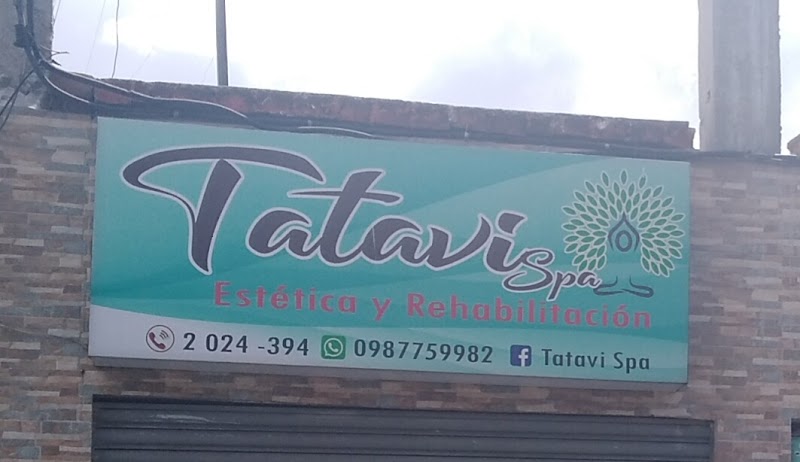 Tatavi Spa
Estética y Rehabilitación
2 024 -394 0987759982 Tatavi Spa